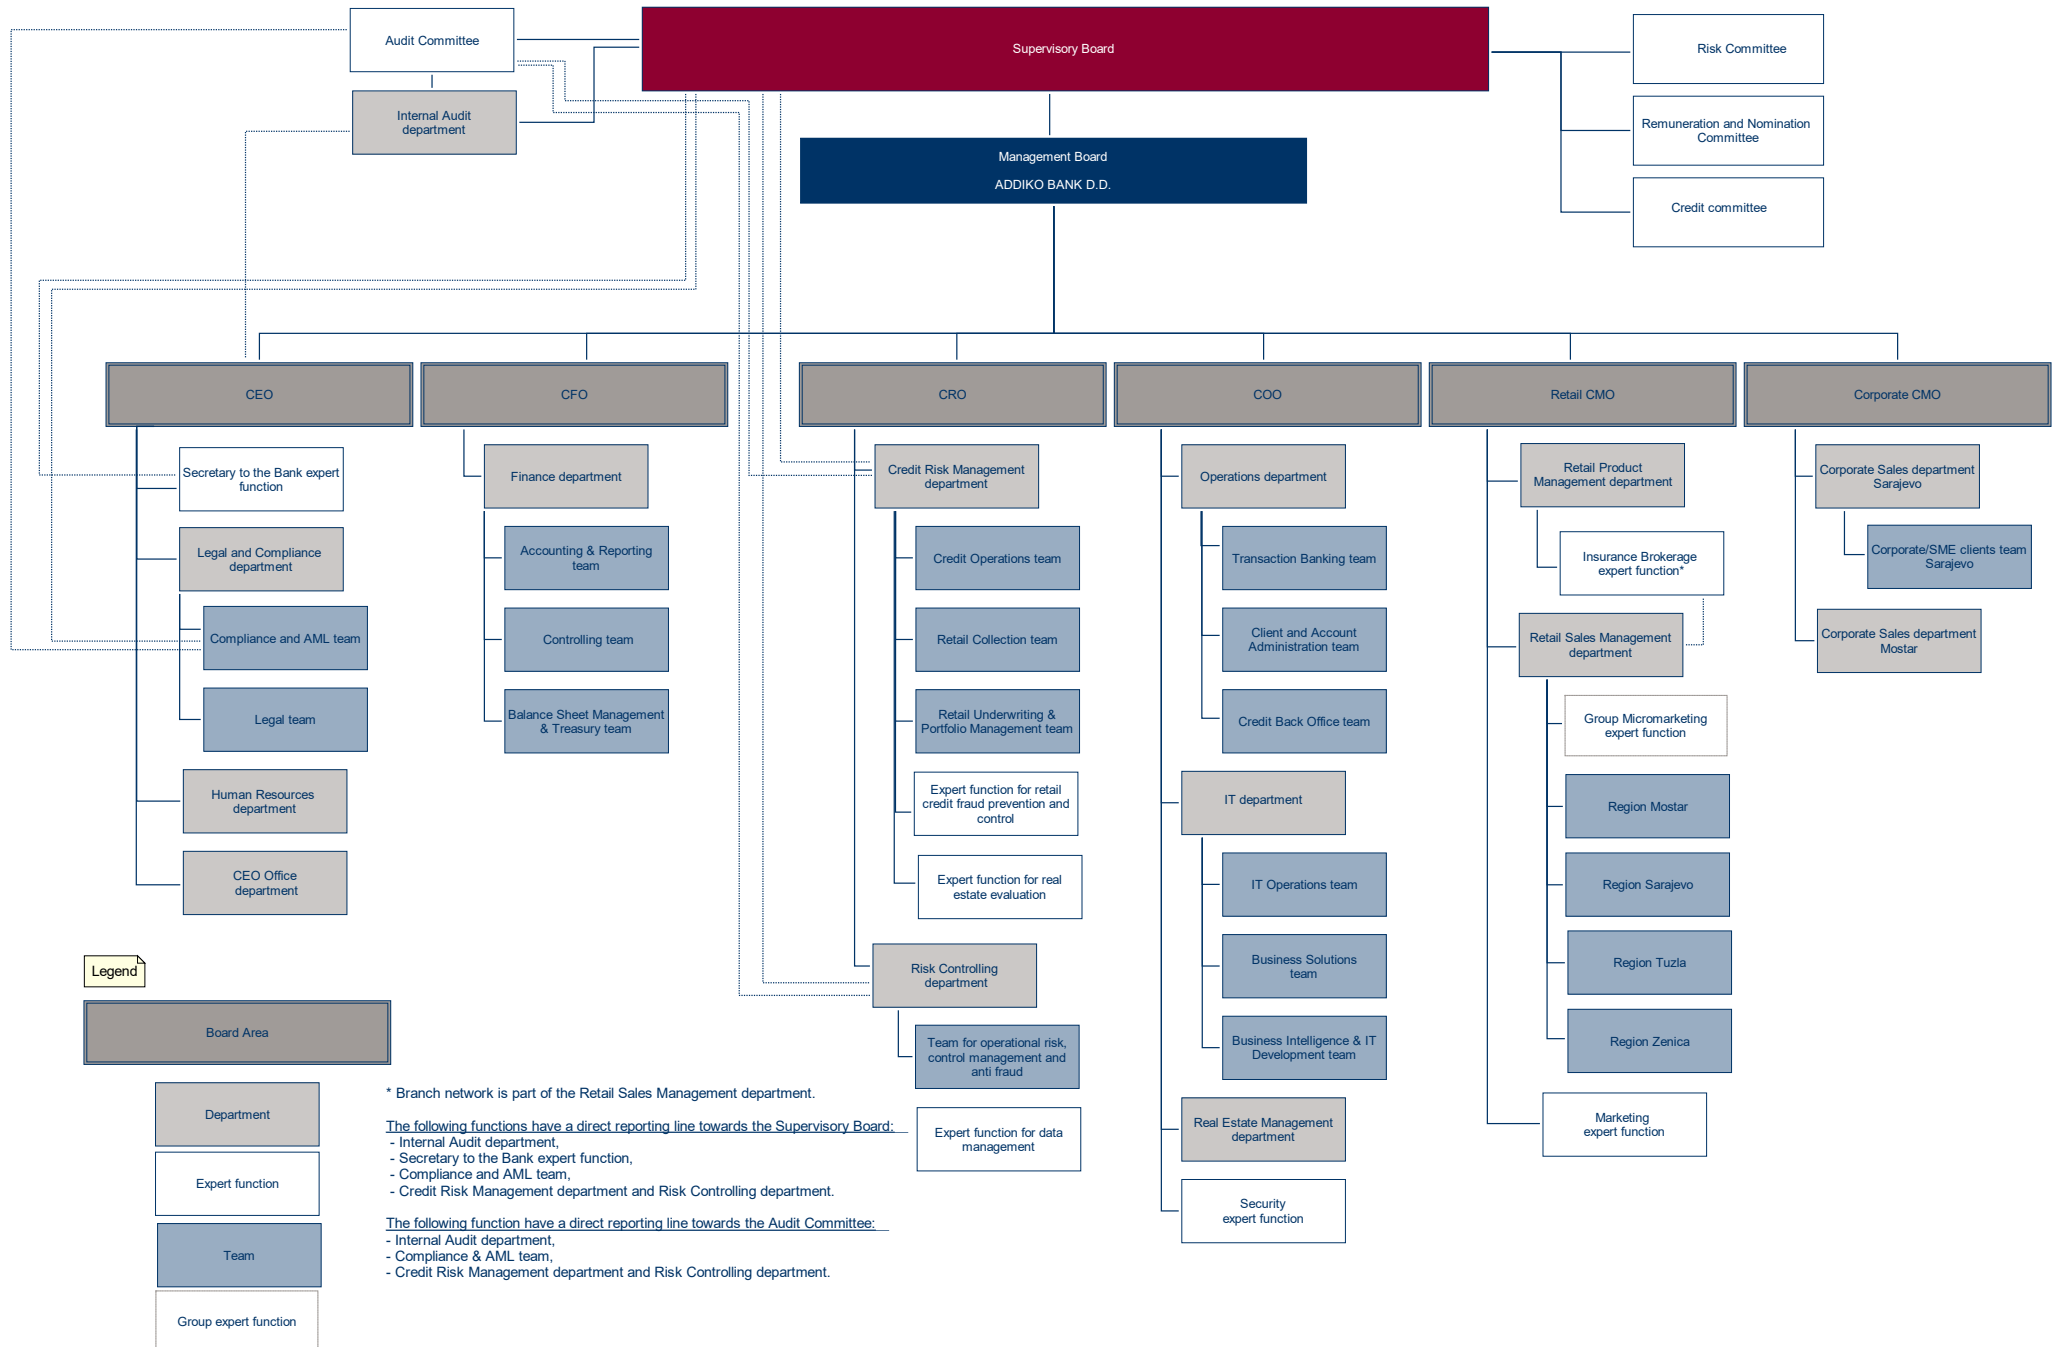 Audit Committee
Supervisory Board
Risk Committee
Internal Audit
department
Remuneration and Nomination
Committee
Management Board
ADDIKO BANK D.D.
Credit committee
CEO
CFO
CRO
COO
Retail CMO
Corporate CMO
Secretary to the Bank expert
function
Legal and Compliance
department
Compliance and AML team
Legal team
Human Resources
department
CEO Office
department
Finance department
Accounting & Reporting
team
Controlling team
Balance Sheet Management
& Treasury team
Credit Risk Management
department
Credit Operations team
Retail Collection team
Retail Underwriting &
Portfolio Management team
Expert function for retail
credit fraud prevention and
control
Expert function for real
estate evaluation
Risk Controlling
department
Team for operational risk,
control management and
anti fraud
Expert function for data
management
Operations department
Transaction Banking team
Client and Account
Administration team
Credit Back Office team
IT department
IT Operations team
Business Solutions
team
Business Intelligence & IT
Development team
Real Estate Management
department
Security
expert function
Retail Product
Management department
Insurance Brokerage
expert function*
Retail Sales Management
department
Group Micromarketing
expert function
Region Mostar
Region Sarajevo
Region Tuzla
Region Zenica
Marketing
expert function
Corporate Sales department
Sarajevo
Corporate/SME clients team
Sarajevo
Corporate Sales department
Mostar
Legend
Board Area
Department
Expert function
Team
Group expert function
* Branch network is part of the Retail Sales Management department.
The following functions have a direct reporting line towards the Supervisory Board:
- Internal Audit department,
- Secretary to the Bank expert function,
- Compliance and AML team,
- Credit Risk Management department and Risk Controlling department.
The following function have a direct reporting line towards the Audit Committee:
- Internal Audit department,
- Compliance & AML team,
- Credit Risk Management department and Risk Controlling department.